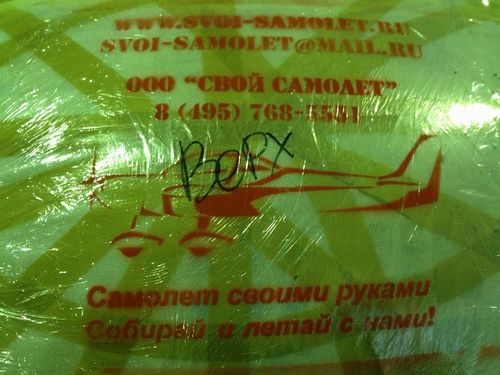 WWW.SVOI-SAMOLET.RU
SVOI-SAMOLET@MAIL.RU
ООО "СВОЙ САМОЛЕТ"
8 (495) 768-5551
Верх
Самолет своими руками
Собирай и летай с нами!